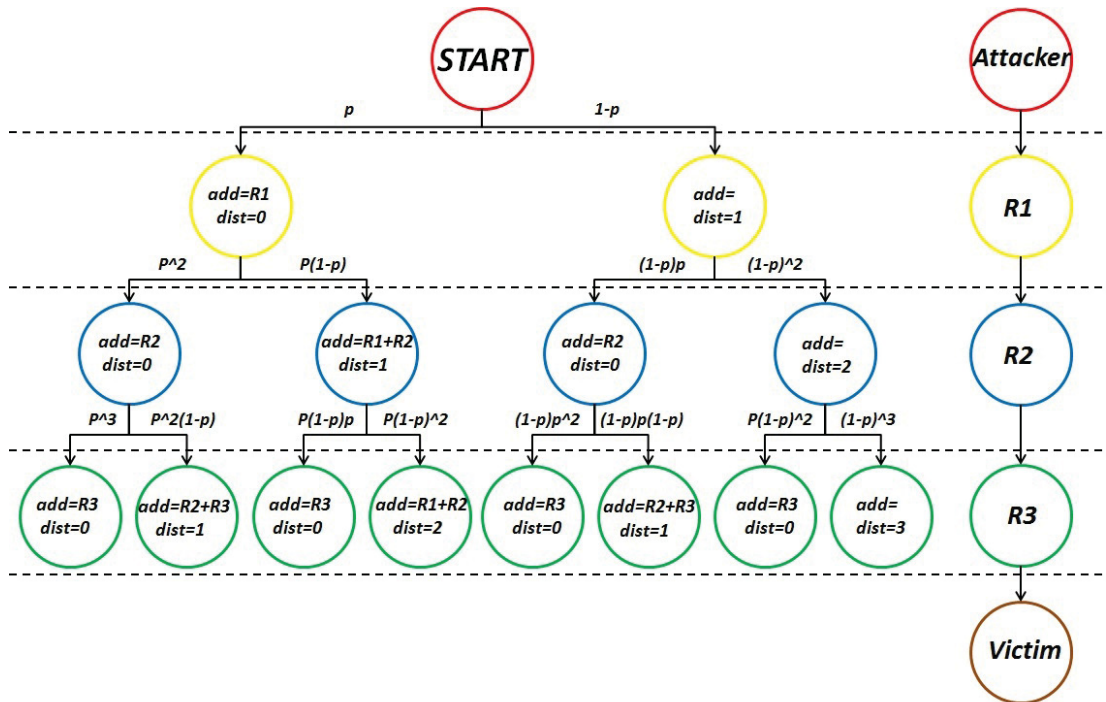 START
Attacker
p
1-p
add=R1
dist=0
add=
dist=1
R1
P^2
P(1-p)
(1-p)p
(1-p)^2
add=R2
dist=0
add=R1+R2
dist=1
add=R2
dist=0
add=
dist=2
R2
P^3
P^2(1-p)
P(1-p)p
P(1-p)^2
(1-p)p^2
(1-p)p(1-p)
P(1-p)^2
(1-p)^3
add=R3
dist=0
add=R2+R3
dist=1
add=R3
dist=0
add=R1+R2
dist=2
add=R3
dist=0
add=R2+R3
dist=1
add=R3
dist=0
add=
dist=3
R3
Victim